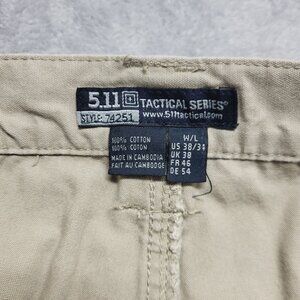 5.11 TACTICAL SERIES®
STYLE: 74251 www.511tactical.com
100% COTTON
100% COTON
MADE IN CAMBODIA
FAIT AU CAMBODGE
W/L
US 38/34
UK 38
FR 46
DE 54